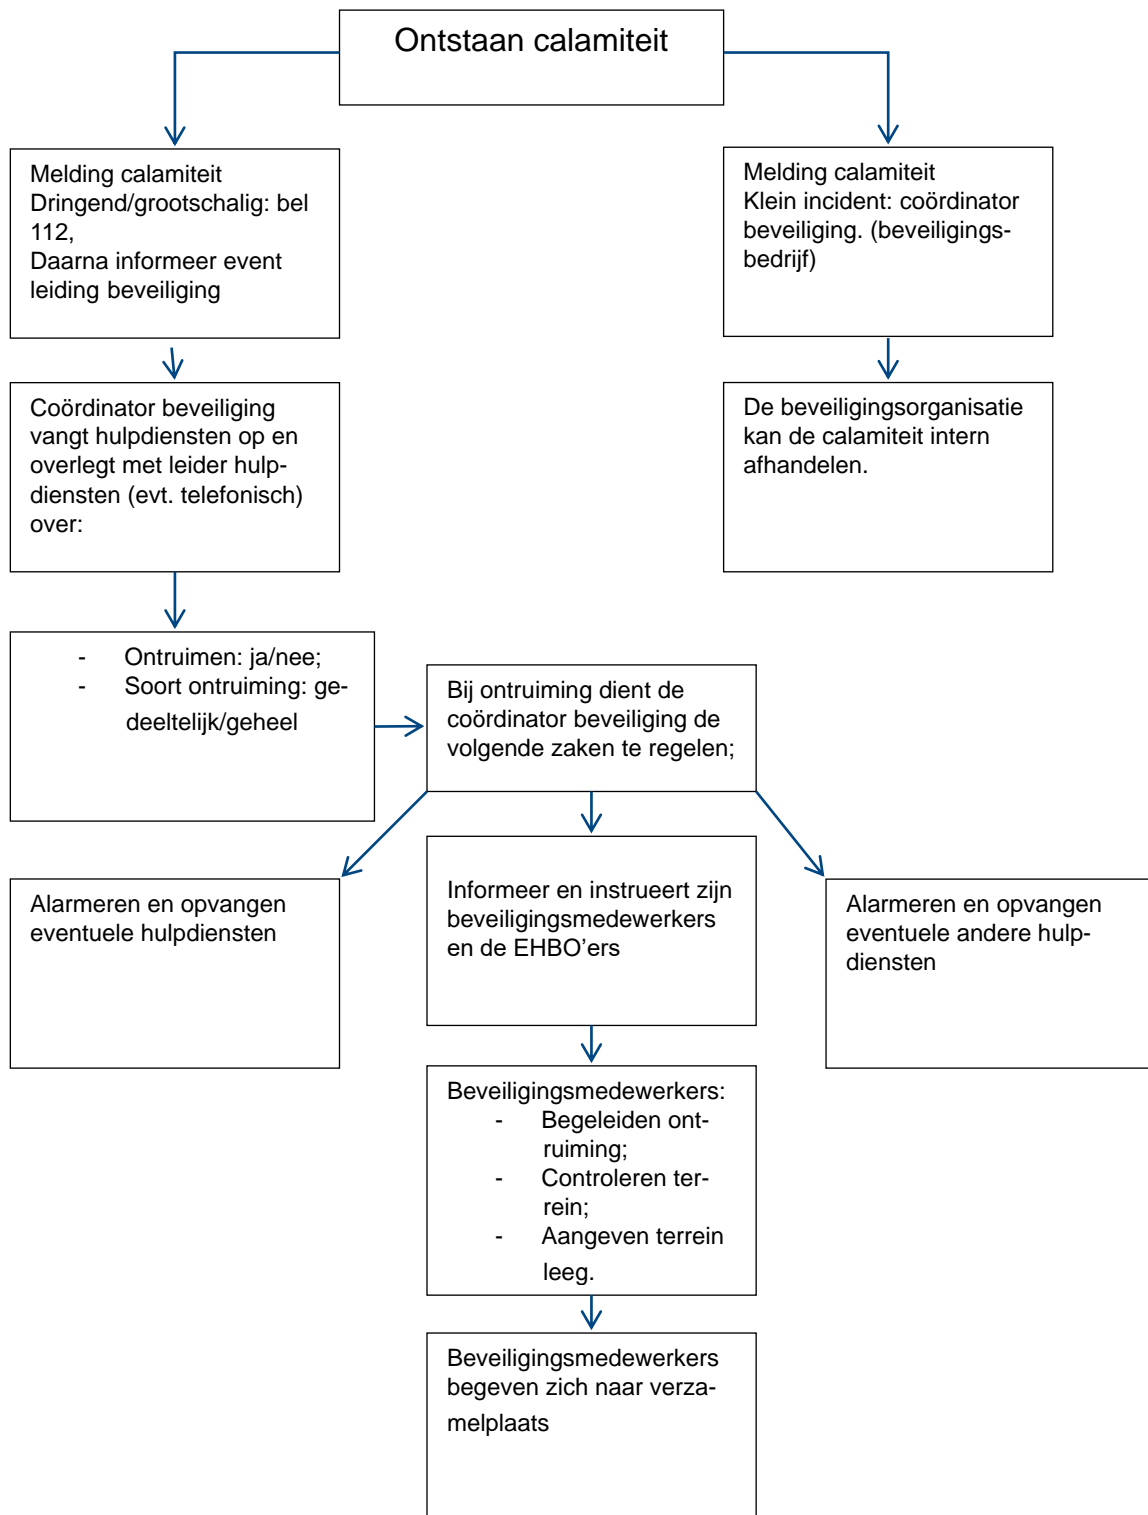 Ontstaan calamiteit
Melding calamiteit
Dringend/grootschalig: bel
112,
Daarna informeer event
leiding beveiliging
Melding calamiteit
Klein incident: coördinator
beveiliging. (beveiligings-
bedrijf)
Coördinator beveiliging
vangt hulpdiensten op en
overlegt met leider hulp-
diensten (evt. telefonisch)
over:
De beveiligingsorganisatie
kan de calamiteit intern
afhandelen.
- Ontruimen: ja/nee;
- Soort ontruiming: ge-
deeltelijk/geheel
Bij ontruiming dient de
coördinator beveiliging de
volgende zaken te regelen;
Alarmeren en opvangen
eventuele hulpdiensten
Informeer en instrueert zijn
beveiligingsmedewerkers
en de EHBO’ers
Alarmeren en opvangen
eventuele andere hulp-
diensten
Beveiligingsmedewerkers:
- Begeleiden ont-
ruiming;
- Controleren ter-
rein;
- Aangeven terrein
leeg.
Beveiligingsmedewerkers
begeven zich naar verza-
melplaats